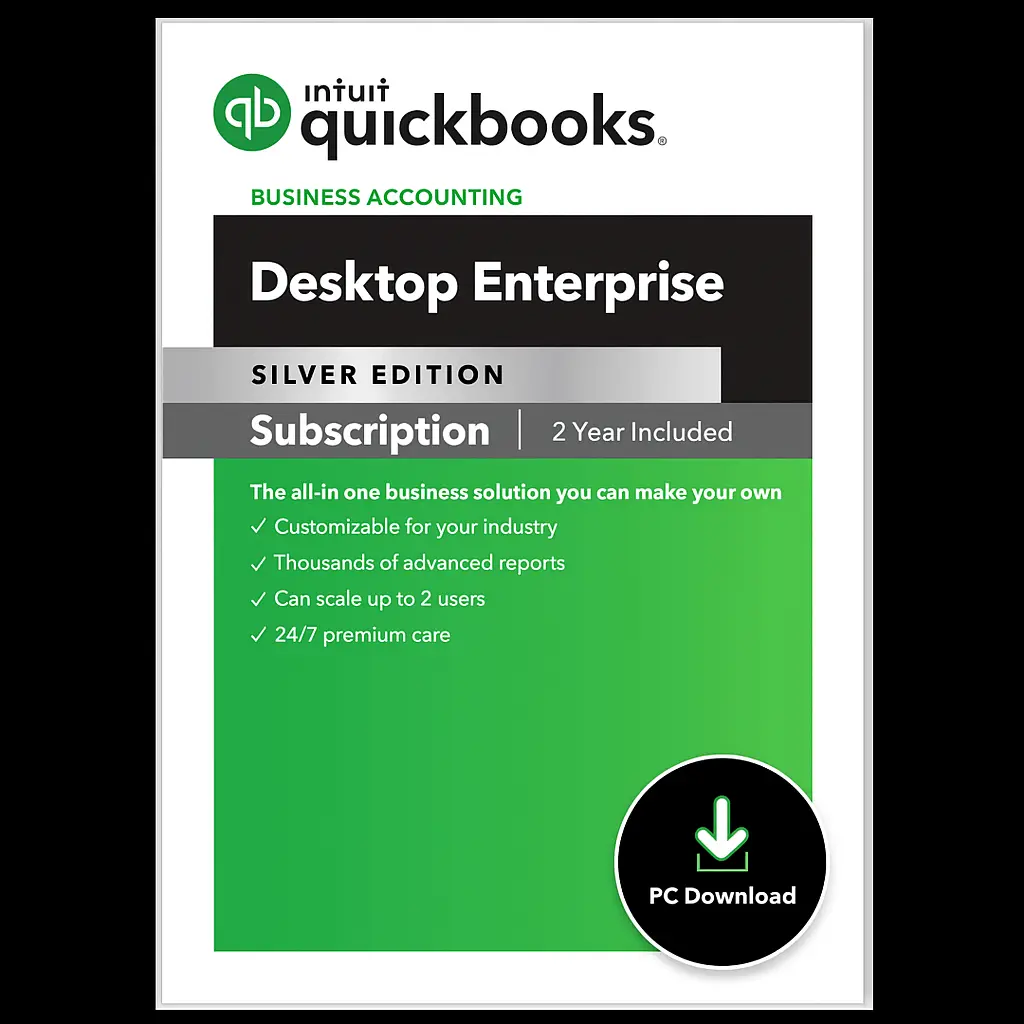 qb
intuit
quickbooks®
BUSINESS ACCOUNTING
Desktop Enterprise
SILVER EDITION
Subscription | 2 Year Included
The all-in one business solution you can make your own
✓ Customizable for your industry
✓ Thousands of advanced reports
✓ Can scale up to 2 users
✓ 24/7 premium care
PC Download